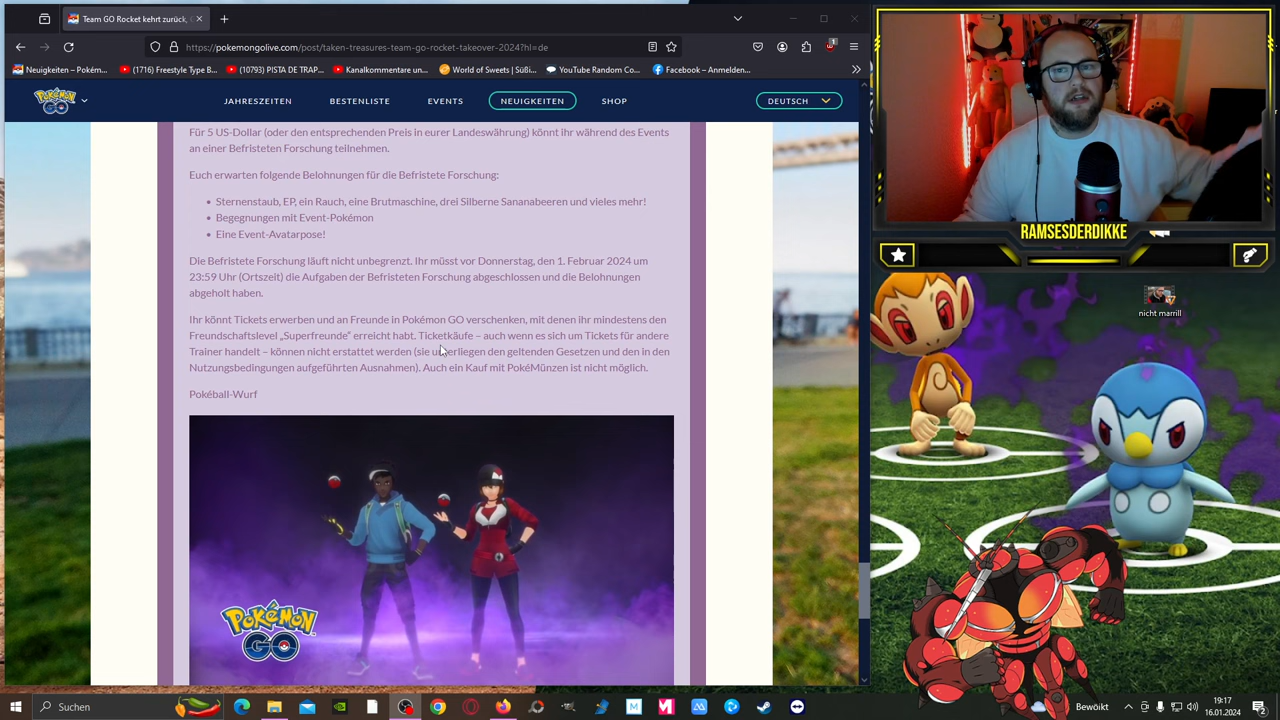 Team GO Rocket kehrt zurück,
https://pokemongolive.com/post/taken-treasures-team-go-rocket-takeover-2024?hl=de
1
Neuigkeiten – Pokém...
(1716) Freestyle Type B...
(10793) PISTA DE TRAP...
Kanalkommentare un...
World of Sweets | Süßi...
YouTube Random Co...
Facebook – Anmelden...
POKÉMON GO
JAHRESZEITEN
BESTENLISTE
EVENTS
NEUIGKEITEN
SHOP
DEUTSCH
Für 5 US-Dollar (oder den entsprechenden Preis in eurer Landeswährung) könnt ihr während des Events
an einer Befristeten Forschung teilnehmen.
Euch erwarten folgende Belohnungen für die Befristete Forschung:
• Sternenstaub, EP, ein Rauch, eine Brutmaschine, drei Silberne Sananabeeren und vieles mehr!
• Begegnungen mit Event-Pokémon
• Eine Event-Avatarpose!
Die Befristete Forschung läuft nicht unbegrenzt. Ihr müsst vor Donnerstag, den 1. Februar 2024 um
23:59 Uhr (Ortszeit) die Aufgaben der Befristeten Forschung abgeschlossen und die Belohnungen
abgeholt haben.
Ihr könnt Tickets erwerben und an Freunde in Pokémon GO verschenken, mit denen ihr mindestens den
Freundschaftslevel „Superfreunde“ erreicht habt. Ticketkäufe – auch wenn es sich um Tickets für andere
Trainer handelt – können nicht erstattet werden (sie unterliegen den geltenden Gesetzen und den in den
Nutzungsbedingungen aufgeführten Ausnahmen). Auch ein Kauf mit PokéMünzen ist nicht möglich.
Pokéball-Wurf
POKÉMON
GO
RAMSESDERDIKKE
nicht marrill
Suchen
Bewölkt
19:17
16.01.2024
2